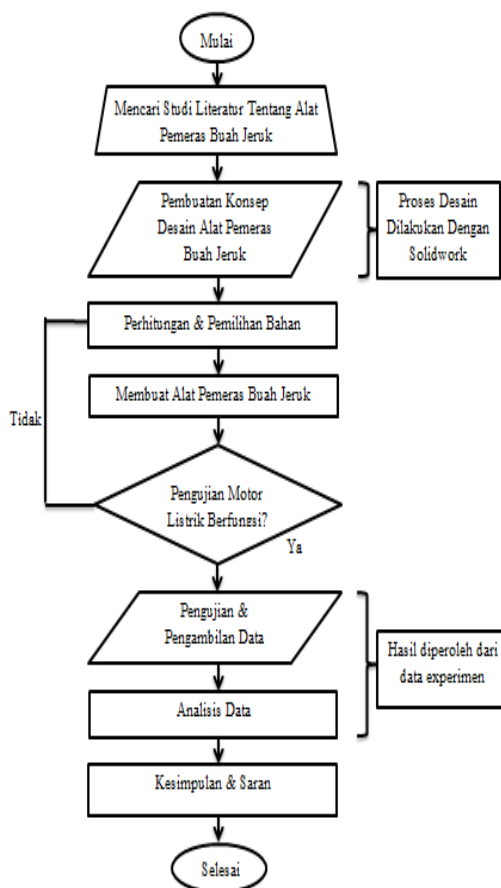 Mulai
Mencari Studi Literatur Tentang Alat
Pemeras Buah Jeruk
Pembuatan Konsep
Desain Alat Pemeras
Buah Jeruk
Proses Desain
Dilakukan Dengan
Solidwork
Perhitungan & Pemilihan Bahan
Membuat Alat Pemeras Buah Jeruk
Tidak
Pengujian Motor
Listrik Berfungsi?
Ya
Pengujian &
Pengambilan Data
Hasil diperoleh dari
data experimen
Analisis Data
Kesimpulan & Saran
Selesai